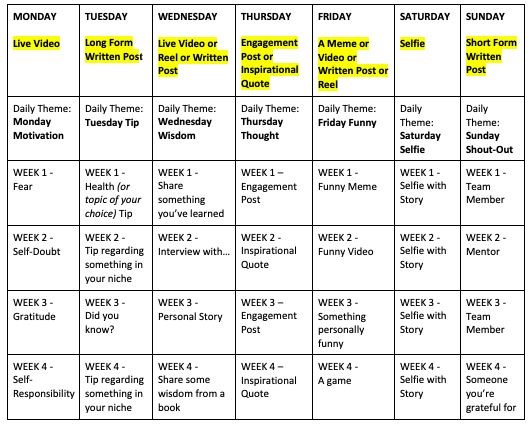 MONDAY
Live Video
TUESDAY
Long Form
Written Post
WEDNESDAY
Live Video or
Reel or Written
Post
THURSDAY
Engagement
Post or
Inspirational
Quote
FRIDAY
A Meme or
Video or
Written Post or
Reel
SATURDAY
Selfie
SUNDAY
Short Form
Written
Post
Daily Theme:
Monday
Motivation
Daily Theme:
Tuesday Tip
Daily Theme:
Wednesday
Wisdom
Daily Theme:
Thursday
Thought
Daily Theme:
Friday Funny
Daily
Theme:
Saturday
Selfie
Daily
Theme:
Sunday
Shout-Out
WEEK 1 -
Fear
WEEK 1 -
Health (or
topic of your
choice) Tip
WEEK 1 -
Share
something
you've learned
WEEK 1 –
Engagement
Post
WEEK 1 -
Funny Meme
WEEK 1 -
Selfie with
Story
WEEK 1 -
Team
Member
WEEK 2 -
Self-Doubt
WEEK 2 -
Tip regarding
something in
your niche
WEEK 2 -
Interview with…
WEEK 2 -
Inspirational
Quote
WEEK 2 -
Funny Video
WEEK 2 -
Selfie with
Story
WEEK 2 -
Mentor
WEEK 3 -
Gratitude
WEEK 3 -
Did you
know?
WEEK 3 -
Personal Story
WEEK 3 –
Engagement
Post
WEEK 3 -
Something
personally
funny
WEEK 3 -
Selfie with
Story
WEEK 3 -
Team
Member
WEEK 4 -
Self-
Responsibility
WEEK 4 -
Tip regarding
something in
your niche
WEEK 4 -
Share some
wisdom from a
book
WEEK 4 –
Inspirational
Quote
WEEK 4 -
A game
WEEK 4 -
Selfie with
Story
WEEK 4 -
Someone
you're
grateful for